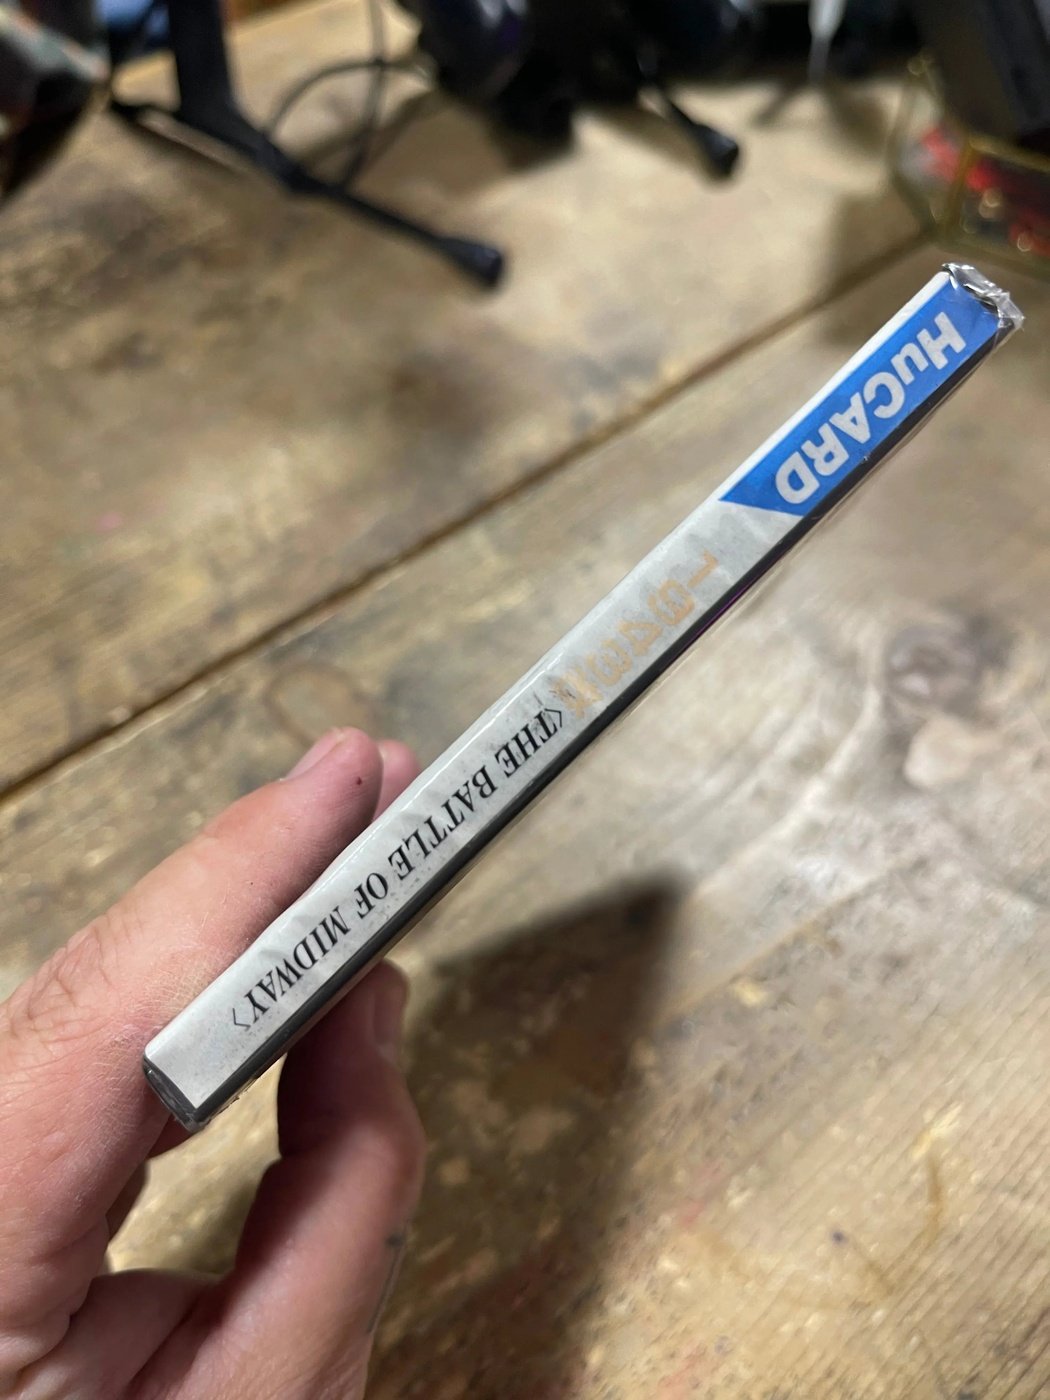 HuCARD
1943改
〈THE BATTLE OF MIDWAY〉